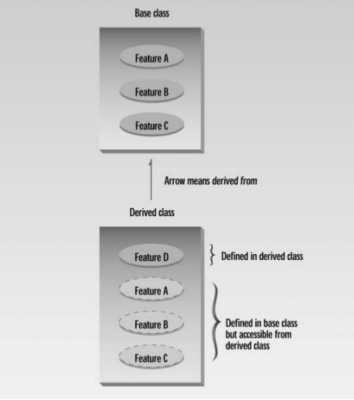 Base class
Feature A
Feature B
Feature C
Arrow means derived from
Derived class
Feature D
Defined in derived class
Feature A
Feature B
Feature C
Defined in base class
but accessible from
derived class